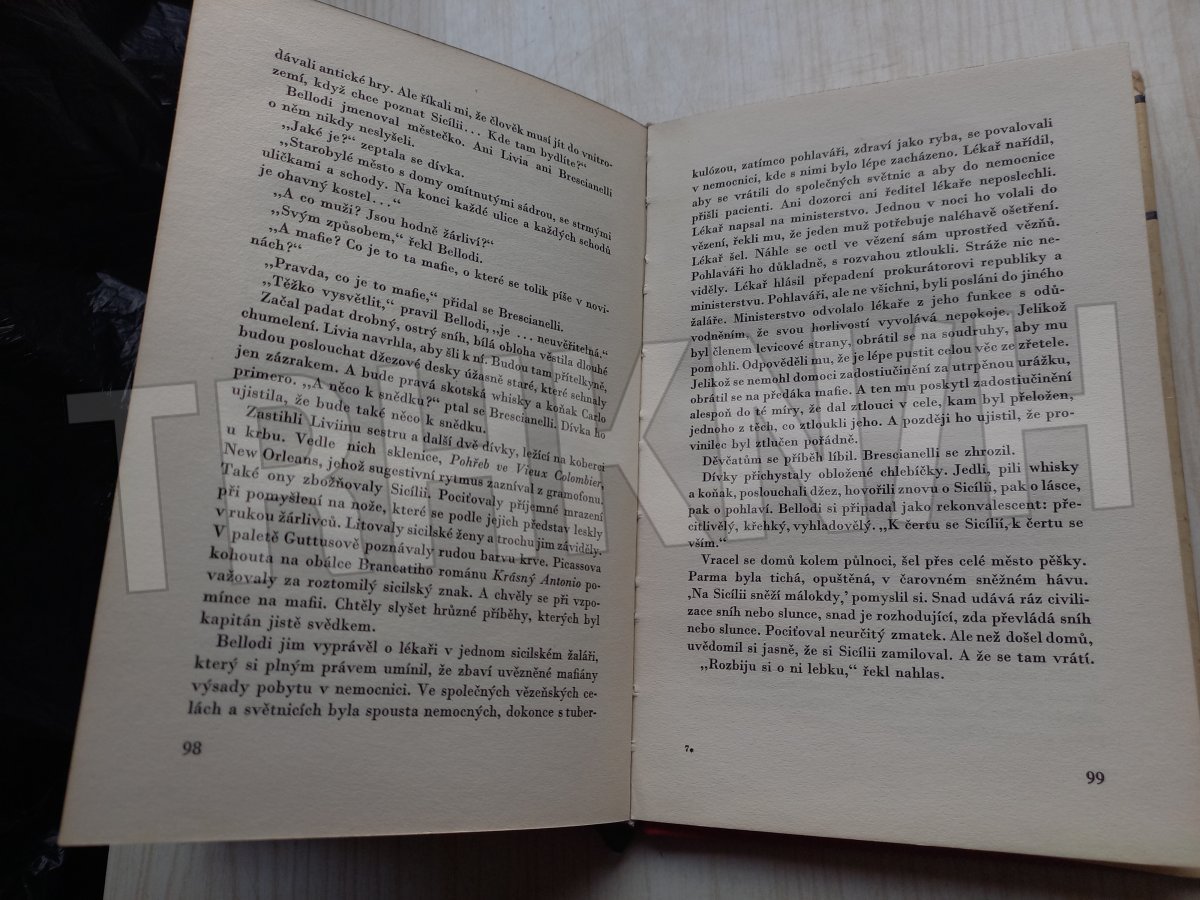 dávali antické hry. Ale říkali mi, že člověk musí jít do vnitro-
zemí, když chce poznat Sicílii... Kde tam bydlíte?“
Bellodi jmenoval městečko. Ani Livia ani Brescianelli
o něm nikdy neslyšeli.
„Jaké je?“ zeptala se dívka.
„Starobylé město s domy omítnutými sádrou, se strmými
uličkami a schody. Na konci každé ulice a každých schodů
je ohavný kostel...“
„A co muži? Jsou hodně žárliví?“
„Svým způsobem,“ řekl Bellodi.
„A mafie? Co je to ta mafie, o které se tolik píše v novi-
nách?“
„Pravda, co je to mafie,“ přidal se Brescianelli.
„Těžko vysvětlit,“ pravil Bellodi, „je... neuvěřitelná.“
Začal padat drobný, ostrý sníh, bílá obloha věstila dlouhé
chumelení. Livia navrhla, aby šli k ní. Budou tam přítelkyně,
budou poslouchat džezové desky úžasně staré, které sehnaly
jen zázrakem. A bude pravá skotská whisky a koňak Carlo
primero. „A něco k snědku?“ ptal se Brescianelli. Dívka ho
ujistila, že bude také něco k snědku.
Zastihli Liviinu sestru a další dvě dívky, ležící na koberci
u krbu. Vedle nich sklenice, Pohřeb ve Vieux Colombier,
New Orleans, jehož sugestivní rytmus zazníval z gramofonu.
Také ony zbožňovaly Sicílii. Pociťovaly příjemné mrazení
při pomyšlení na nože, které se podle jejich představ leskly
v rukou žárlivců. Litovaly sicilské ženy a trochu jim záviděly.
V paletě Guttusově poznávaly rudou barvu krve. Picassova
kohouta na obálce Brancatiho románu Krásný Antonio po-
važovaly za roztomilý sicilský znak. A chvěly se při vzpo-
mínce na mafii. Chtěly slyšet hrůzné příběhy, kterých byl
kapitán jistě svědkem.
Bellodi jim vyprávěl o lékaři v jednom sicilském žaláři,
který si plným právem umínil, že zbaví uvězněné mafiány
výsady pobytu v nemocnici. Ve společných vězeňských ce-
lách a světnicích byla spousta nemocných, dokonce s tuber-
98
kulózou, zatímco pohlaváři, zdraví jako ryba, se povalovali
v nemocnici, kde s nimi bylo lépe zacházeno. Lékař nařídil,
aby se vrátili do společných světnic a aby do nemocnice
přišli pacienti. Ani dozorci ani ředitel lékaře neposlechli.
Lékař napsal na ministerstvo. Jednou v noci ho volali do
vězení, řekli mu, že jeden muž potřebuje naléhavě ošetření.
Lékař šel. Náhle se octl ve vězení sám uprostřed vězňů.
Pohlaváři ho důkladně, s rozvahou ztloukli. Stráže nic ne-
viděly. Lékař hlásil přepadení prokurátorovi republiky a
ministerstvu. Pohlaváři, ale ne všichni, byli posláni do jiného
žaláře. Ministerstvo odvolalo lékaře z jeho funkce s odů-
vodněním, že svou horlivostí vyvolává nepokoje. Jelikož
byl členem levicové strany, obrátil se na soudruhy, aby mu
pomohli. Odpověděli mu, že je lépe pustit celou věc ze zřetele.
Jelikož se nemohl domoci zadostiučinění za utrpěnou urážku,
obrátil se na předáka mafie. A ten mu poskytl zadostiučinění
alespoň do té míry, že dal ztlouci v cele, kam byl přeložen,
jednoho z těch, co ztloukli jeho. A později ho ujistil, že pro-
vinilec byl ztlučen pořádně.
Děvčatům se příběh líbil. Brescianelli se zhrozil.
Dívky přichystaly obložené chlebíčky. Jedli, pili whisky
a koňak, poslouchali džez, hovořili znovu o Sicílii, pak o lásce,
pak o pohlaví. Bellodi si připadal jako rekonvalescent: pře-
citlivělý, křehký, vyhladovělý. „K čertu se Sicílií, k čertu se
vším.“
Vracel se domů kolem půlnoci, šel přes celé město pěšky.
Parma byla tichá, opuštěná, v čarovném sněžném hávu.
‚Na Sicílii sněží málokdy,‘ pomyslil si. Snad udává ráz civili-
zace sníh nebo slunce, snad je rozhodující, zda převládá sníh
nebo slunce. Pociťoval neurčitý zmatek. Ale než došel domů,
uvědomil si jasně, že si Sicílii zamiloval. A že se tam vrátí.
„Rozbiju si o ni lebku,“ řekl nahlas.
7*
99